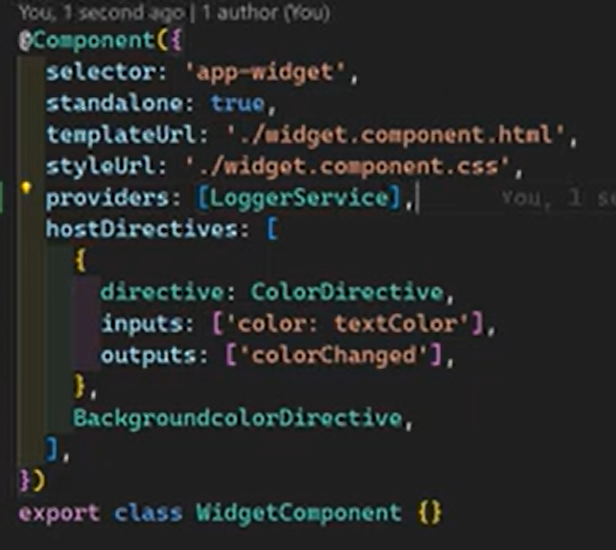 You, 1 second ago | 1 author (You)
@Component({
selector: 'app-widget',
standalone: true,
templateUrl: './widget.component.html',
styleUrl: './widget.component.css',
providers: [LoggerService], You, 1 se
hostDirectives: [
{
directive: ColorDirective,
inputs: ['color: textColor'],
outputs: ['colorChanged'],
},
BackgroundcolorDirective,
],
})
export class WidgetComponent {}